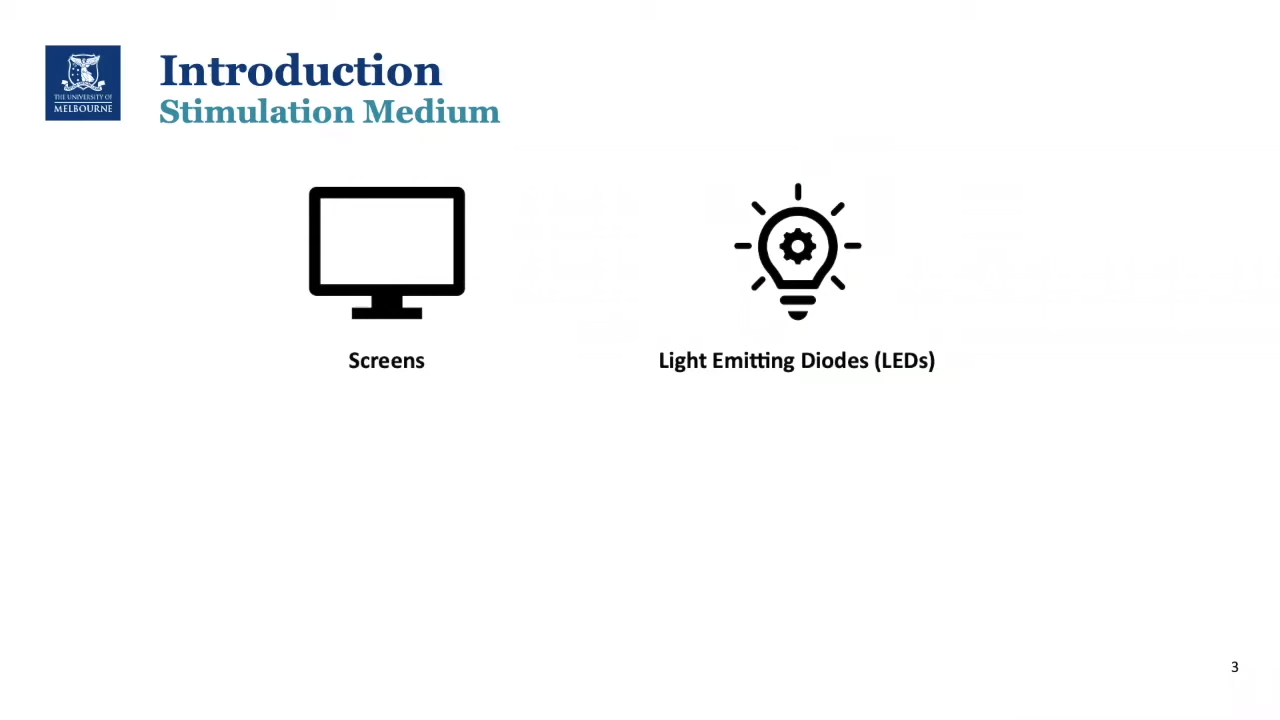 Introduction
Stimulation Medium
THE UNIVERSITY OF
MELBOURNE
Screens
Light Emitting Diodes (LEDs)
3